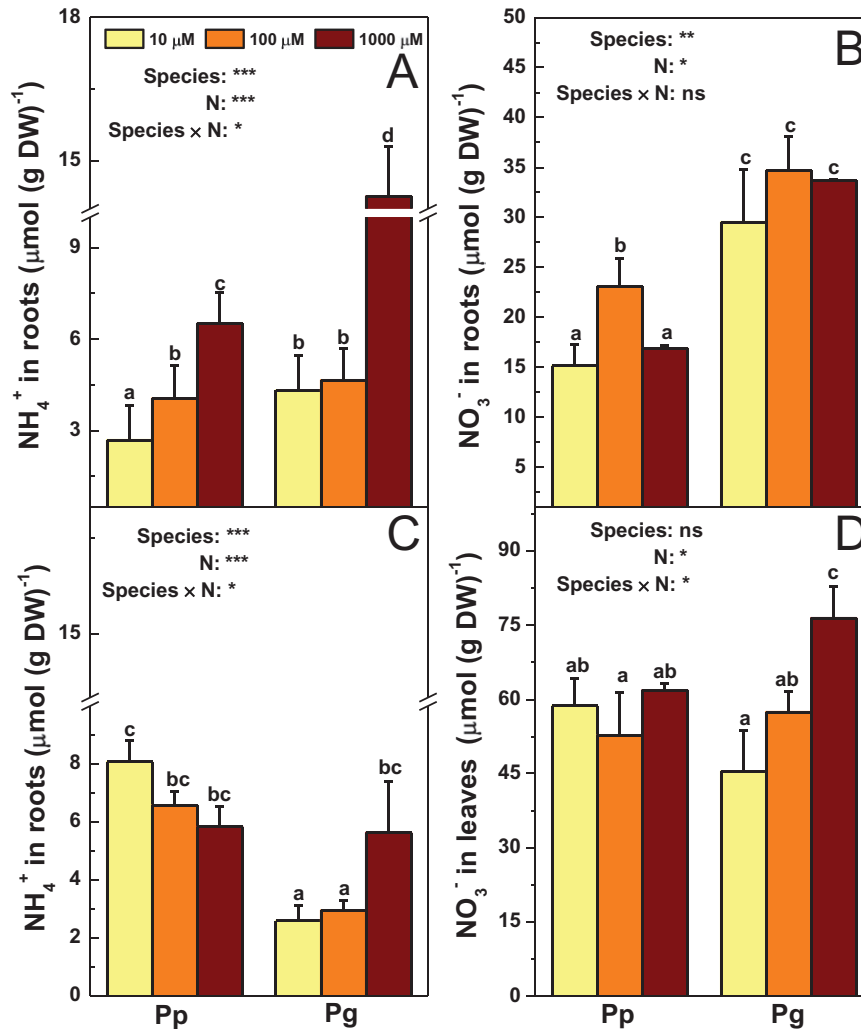 18
10 μM 100 μM 1000 μM
A
Species: ***
N: ***
Species × N: *
15
9
6
3
NH₄⁺ in roots (μmol (g DW)⁻¹
a
b
c
b
b
d
50
45
40
35
30
25
20
15
10
5
B
Species: **
N: *
Species × N: ns
NO₃⁻ in roots (μmol (g DW)⁻¹
a
b
a
c
c
c
C
Species: ***
N: ***
Species × N: *
15
8
6
4
2
0
NH₄⁺ in roots (μmol (g DW)⁻¹
c
bc
bc
a
a
bc
Pp Pg
D
Species: ns
N: *
Species × N: *
90
75
60
45
30
15
0
NO₃⁻ in leaves (μmol (g DW)⁻¹
ab
a
ab
a
ab
c
Pp Pg